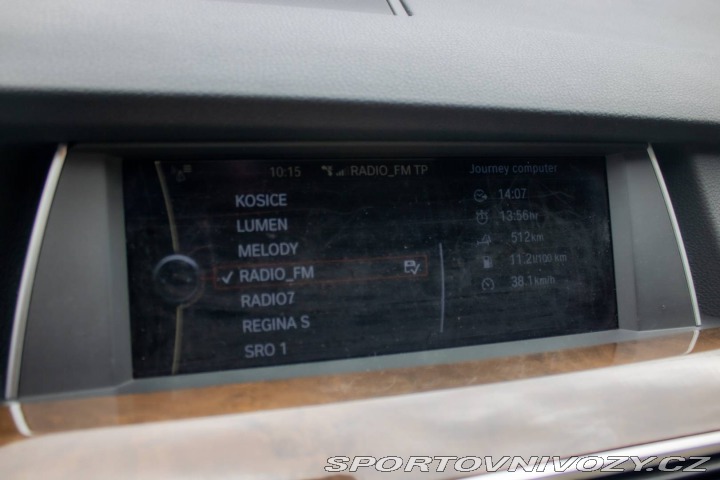 10:15 RADIO_FM TP Journey computer
KOSICE
LUMEN
MELODY
RADIO_FM
RADIO7
REGINA S
SRO 1
14:07
13:56hr
512km
11.2l/100 km
38.1km/h
SPORTOVNIVOZY.CZ